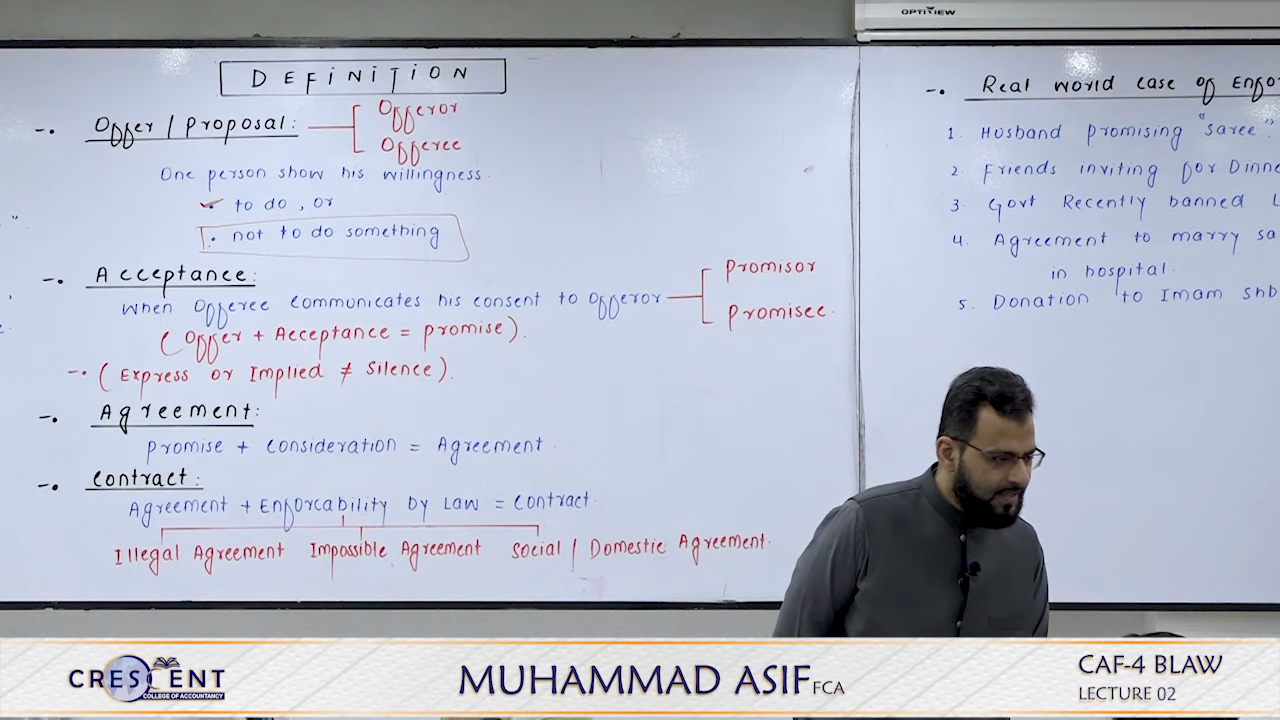 OPTIVIEW
DEFINITION
-. Offer / Proposal:
Offeror
Offeree
One person show his willingness.
to do, or
. not to do something
-. Acceptance:
When Offeree communicates his consent to Offeror
Promisor
Promisee
(Offer + Acceptance = promise).
-. (Express or Implied ≠ Silence).
-. Agreement:
Promise + Consideration = Agreement.
-. Contract:
Agreement + Enforcability by Law = Contract.
Illegal Agreement Impossible Agreement Social / Domestic Agreement.
-. Real world case of Enfo
1. Husband promising "saree".
2. Friends inviting for Dinne
3. Govt Recently banned
4. Agreement to marry sa
in hospital.
5. Donation to Imam shb
CRESCENT
COLLEGE OF ACCOUNTANCY
MUHAMMAD ASIF FCA
CAF-4 BLAW
LECTURE 02